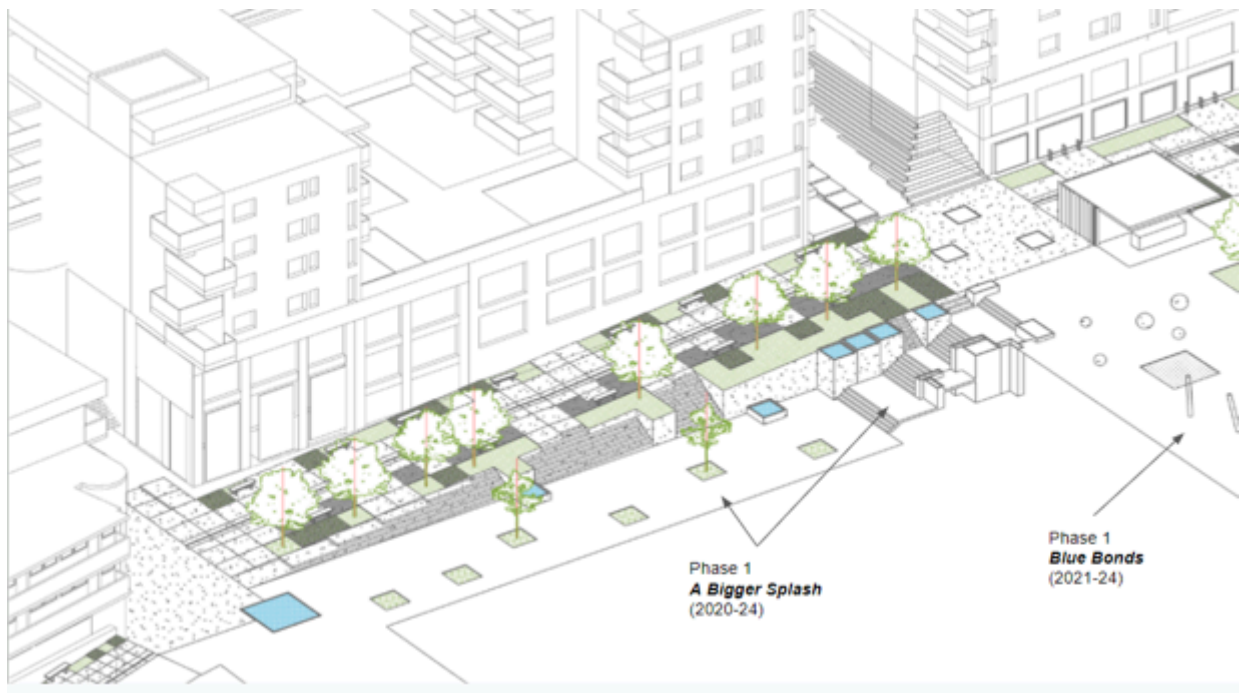 Phase 1
A Bigger Splash
(2020-24)
Phase 1
Blue Bonds
(2021-24)